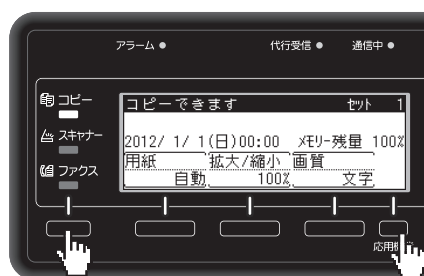 アラーム 代行受信 通信中
コピー
スキャナー
ファクス
コピーできます ｾｯﾄ 1
2012/ 1/ 1(日)00:00 ﾒﾓﾘｰ残量 100%
用紙 拡大/縮小 画質
自動 100% 文字
応用機